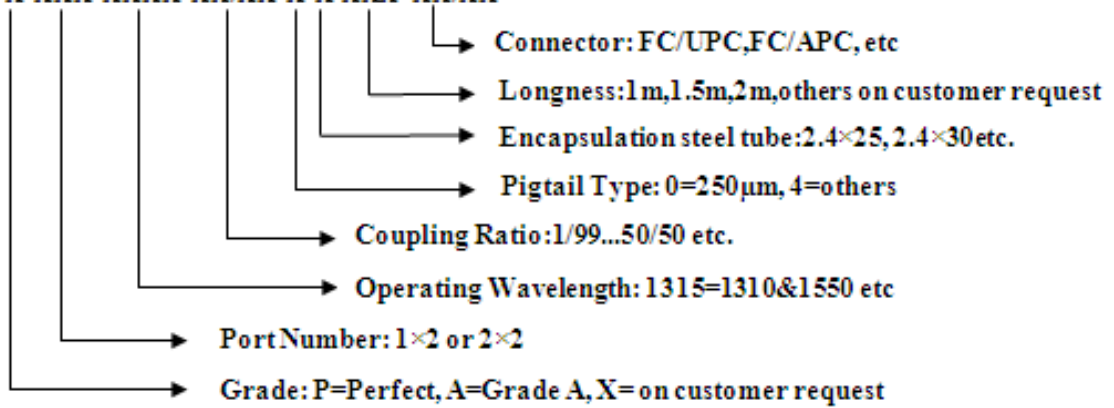 Connector: FC/UPC,FC/APC, etc
Longness:1m,1.5m,2m,others on customer request
Encapsulation steel tube:2.4×25, 2.4×30etc.
Pigtail Type: 0=250μm, 4=others
Coupling Ratio:1/99...50/50 etc.
Operating Wavelength: 1315=1310&1550 etc
Port Number: 1×2 or 2×2
Grade: P=Perfect, A=Grade A, X= on customer request